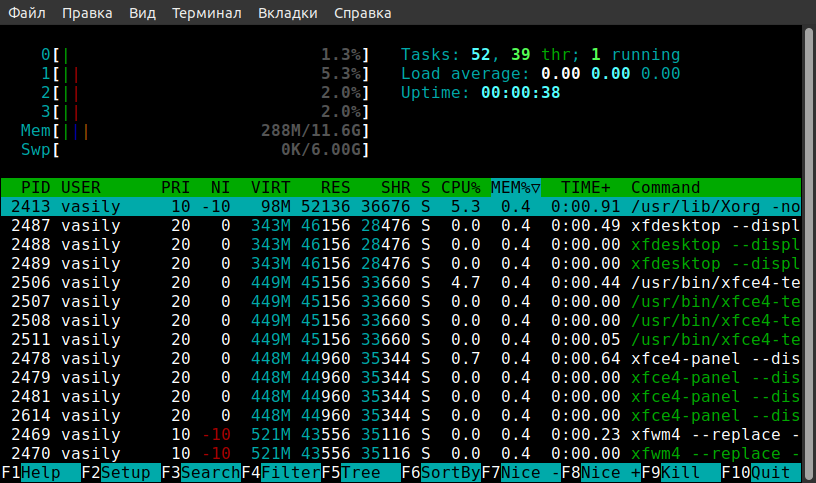 Файл Правка Вид Терминал Вкладки Справка
0[| 1.3%] Tasks: 52, 39 thr; 1 running
1[|| 5.3%] Load average: 0.00 0.00 0.00
2[|| 2.0%] Uptime: 00:00:38
3[|| 2.0%]
Mem[||| 288M/11.6G]
Swp[ 0K/6.00G]
PID USER PRI NI VIRT RES SHR S CPU% MEM%▽ TIME+ Command
2413 vasily 10 -10 98M 52136 36676 S 5.3 0.4 0:00.91 /usr/lib/Xorg -no
2487 vasily 20 0 343M 46156 28476 S 0.0 0.4 0:00.49 xfdesktop --displ
2488 vasily 20 0 343M 46156 28476 S 0.0 0.4 0:00.00 xfdesktop --displ
2489 vasily 20 0 343M 46156 28476 S 0.0 0.4 0:00.00 xfdesktop --displ
2506 vasily 20 0 449M 45156 33660 S 4.7 0.4 0:00.44 /usr/bin/xfce4-te
2507 vasily 20 0 449M 45156 33660 S 0.0 0.4 0:00.00 /usr/bin/xfce4-te
2508 vasily 20 0 449M 45156 33660 S 0.0 0.4 0:00.00 /usr/bin/xfce4-te
2511 vasily 20 0 449M 45156 33660 S 0.0 0.4 0:00.05 /usr/bin/xfce4-te
2478 vasily 20 0 448M 44960 35344 S 0.7 0.4 0:00.64 xfce4-panel --dis
2479 vasily 20 0 448M 44960 35344 S 0.0 0.4 0:00.00 xfce4-panel --dis
2481 vasily 20 0 448M 44960 35344 S 0.0 0.4 0:00.00 xfce4-panel --dis
2614 vasily 20 0 448M 44960 35344 S 0.0 0.4 0:00.00 xfce4-panel --dis
2469 vasily 10 -10 521M 43556 35116 S 0.0 0.4 0:00.23 xfwm4 --replace -
2470 vasily 10 -10 521M 43556 35116 S 0.0 0.4 0:00.00 xfwm4 --replace -
F1Help F2Setup F3SearchF4FilterF5Tree F6SortByF7Nice -F8Nice +F9Kill F10Quit